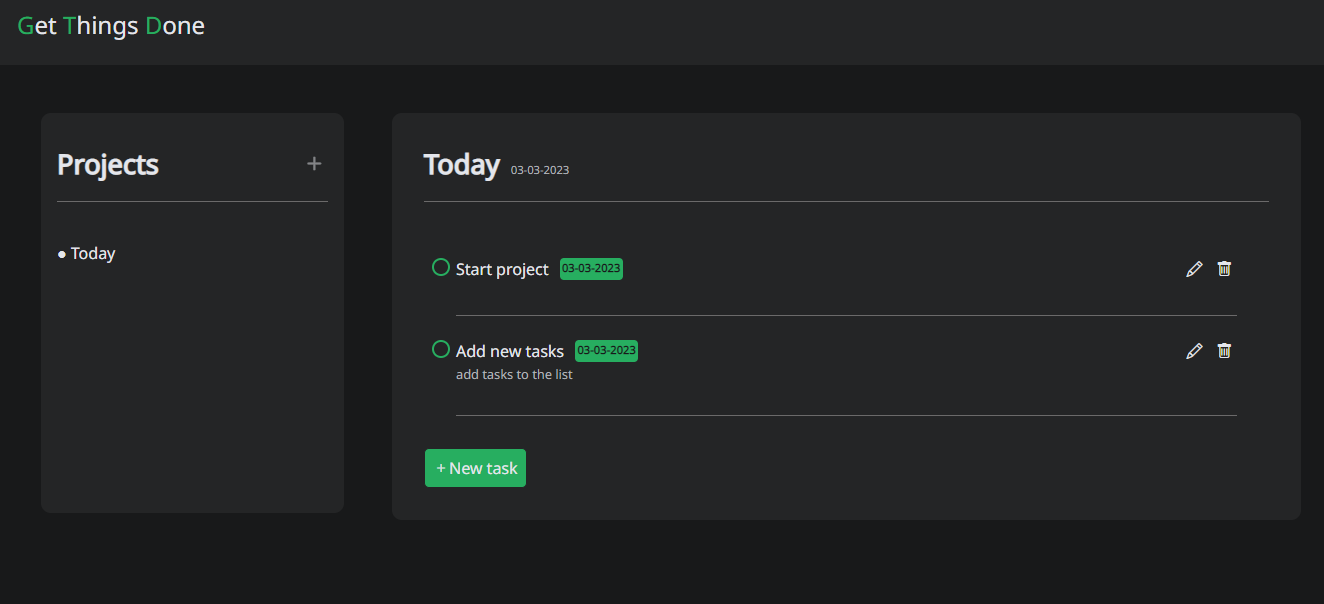 Get Things Done
Projects +
● Today
Today 03-03-2023
Start project 03-03-2023
Add new tasks 03-03-2023
add tasks to the list
+ New task